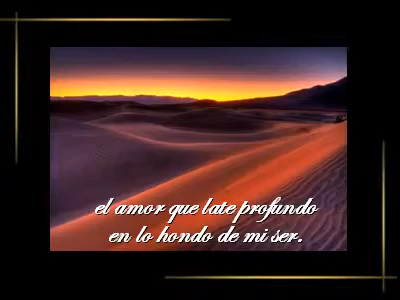 el amor que late profundo
en lo hondo de mi ser.